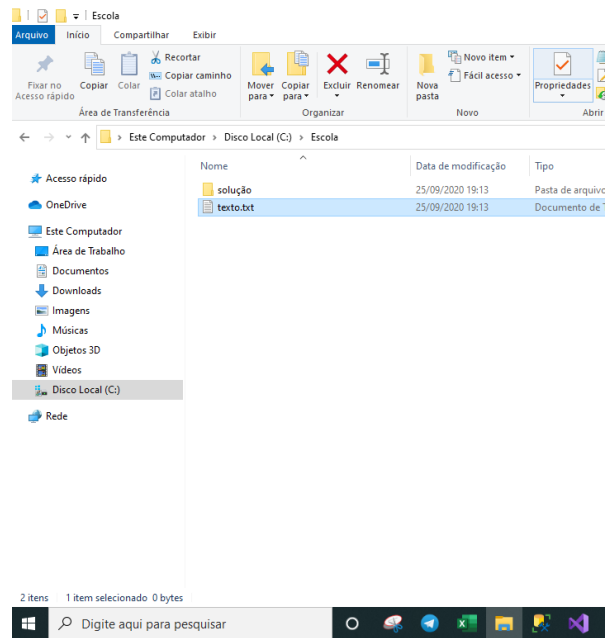 Escola
Arquivo Início Compartilhar Exibir
Fixar no
Acesso rápido
Copiar
Colar
Recortar
Copiar caminho
Colar atalho
Mover
para
Copiar
para
Excluir
Renomear
Nova
pasta
Novo item
Fácil acesso
Propriedades
Área de Transferência Organizar Novo Abrir
Este Computador > Disco Local (C:) > Escola
Nome Data de modificação Tipo
solução 25/09/2020 19:13 Pasta de arquivo
texto.txt 25/09/2020 19:13 Documento de T
Acesso rápido
OneDrive
Este Computador
Área de Trabalho
Documentos
Downloads
Imagens
Músicas
Objetos 3D
Vídeos
Disco Local (C:)
Rede
2 itens 1 item selecionado 0 bytes
Digite aqui para pesquisar